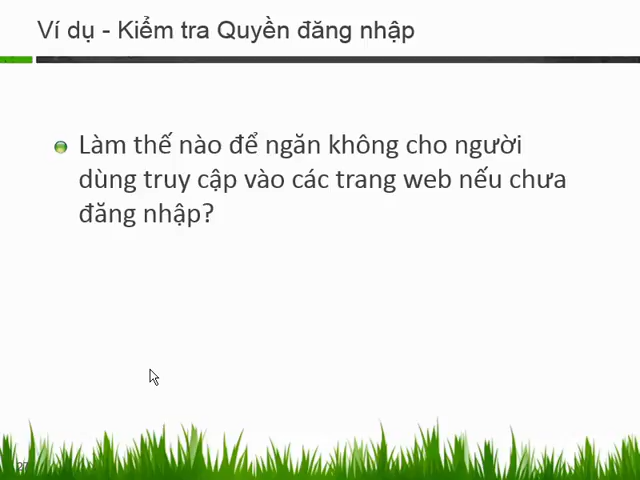 Ví dụ - Kiểm tra Quyền đăng nhập
Làm thế nào để ngăn không cho người
dùng truy cập vào các trang web nếu chưa
đăng nhập?
27